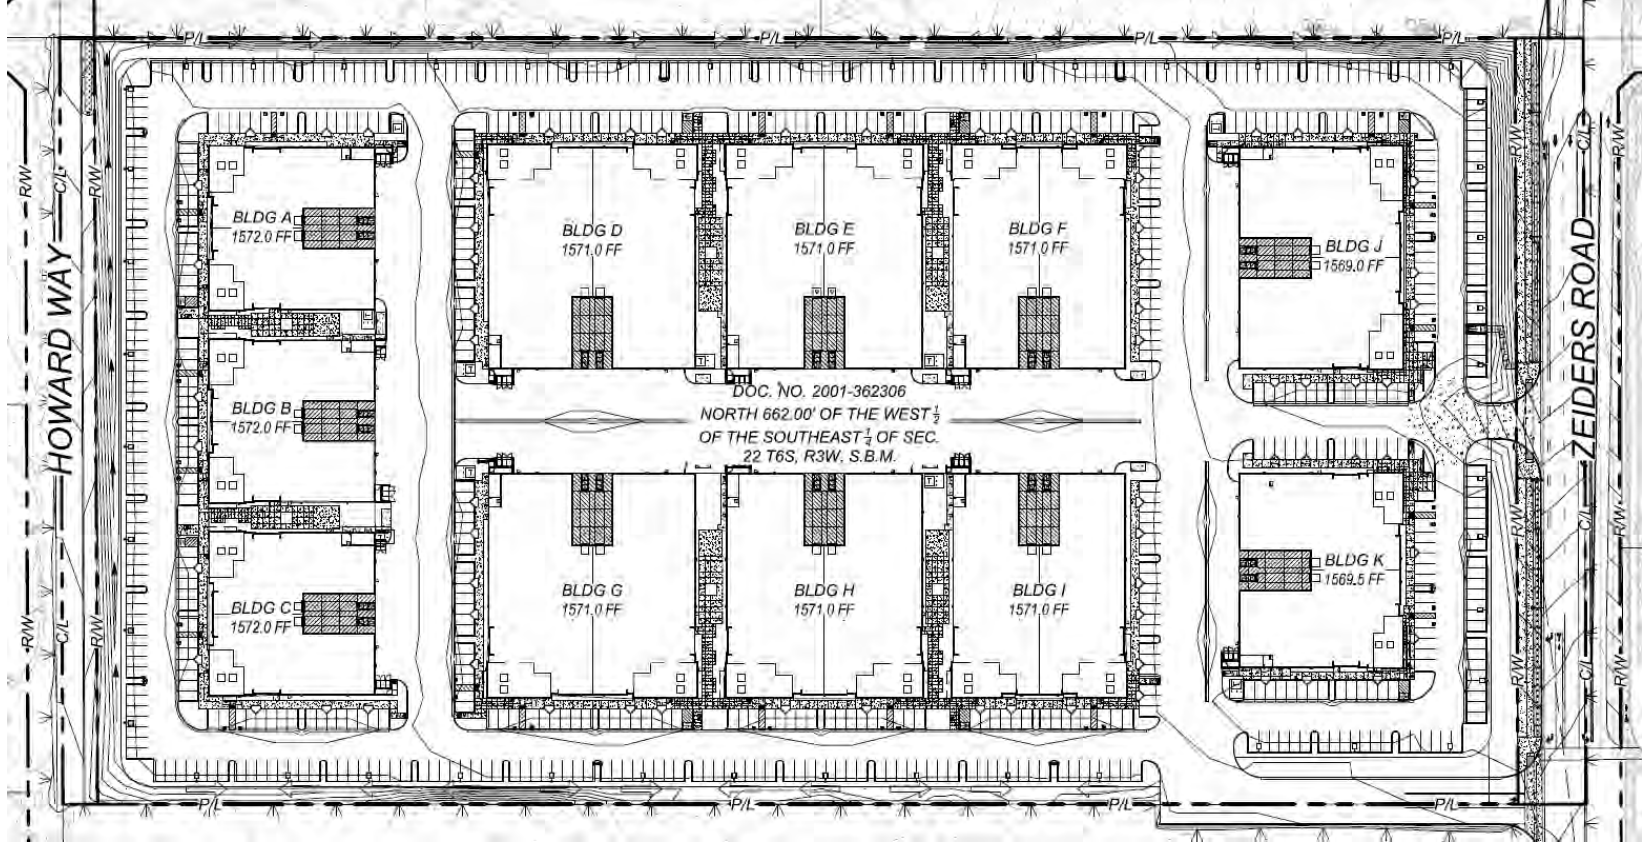 P/L
P/L
P/L
P/L
R/W
C/L
R/W
HOWARD WAY
R/W
C/L
R/W
BLDG A
1572.0 FF
BLDG B
1572.0 FF
BLDG C
1572.0 FF
BLDG D
1571.0 FF
BLDG E
1571.0 FF
BLDG F
1571.0 FF
BLDG J
1569.0 FF
DOC. NO. 2001-362306
NORTH 662.00' OF THE WEST ½
OF THE SOUTHEAST ¼ OF SEC.
22 T6S, R3W, S.B.M.
BLDG G
1571.0 FF
BLDG H
1571.0 FF
BLDG I
1571.0 FF
BLDG K
1569.5 FF
R/W
C/L
R/W
ZEIDERS ROAD
R/W
C/L
R/W
R/W
C/L
R/W
P/L
P/L
P/L
P/L